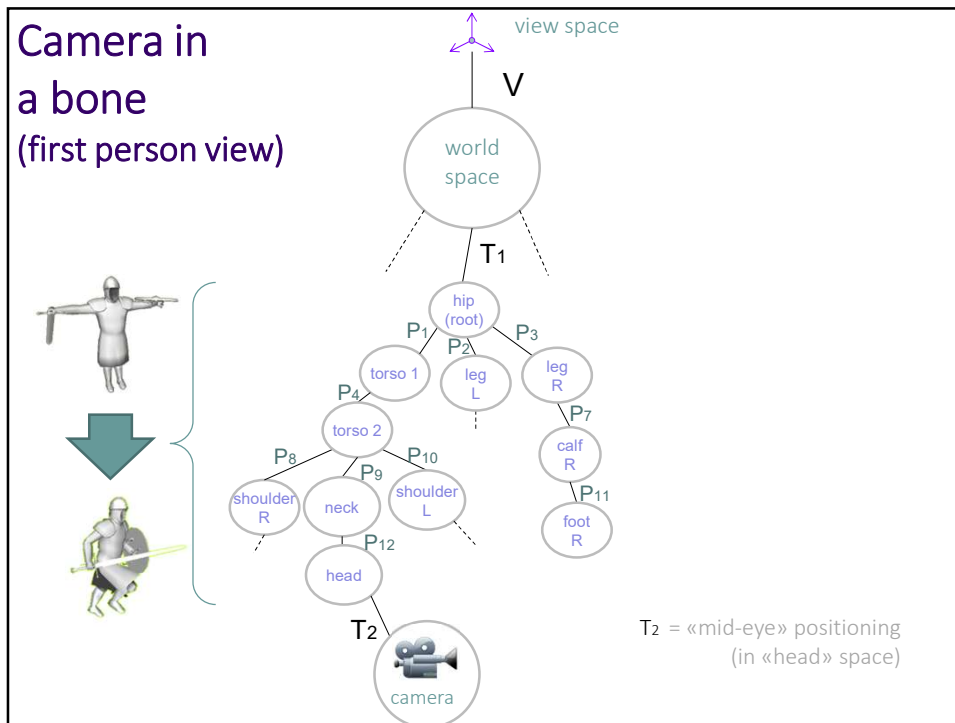 Camera in
a bone
(first person view)
view space
V
world
space
T1
hip
(root)
P1
P2
P3
torso 1
leg
L
leg
R
P4
P7
torso 2
calf
R
P8
P9
P10
P11
shoulder
R
neck
shoulder
L
foot
R
P12
head
T2
T2 = «mid-eye» positioning
(in «head» space)
camera